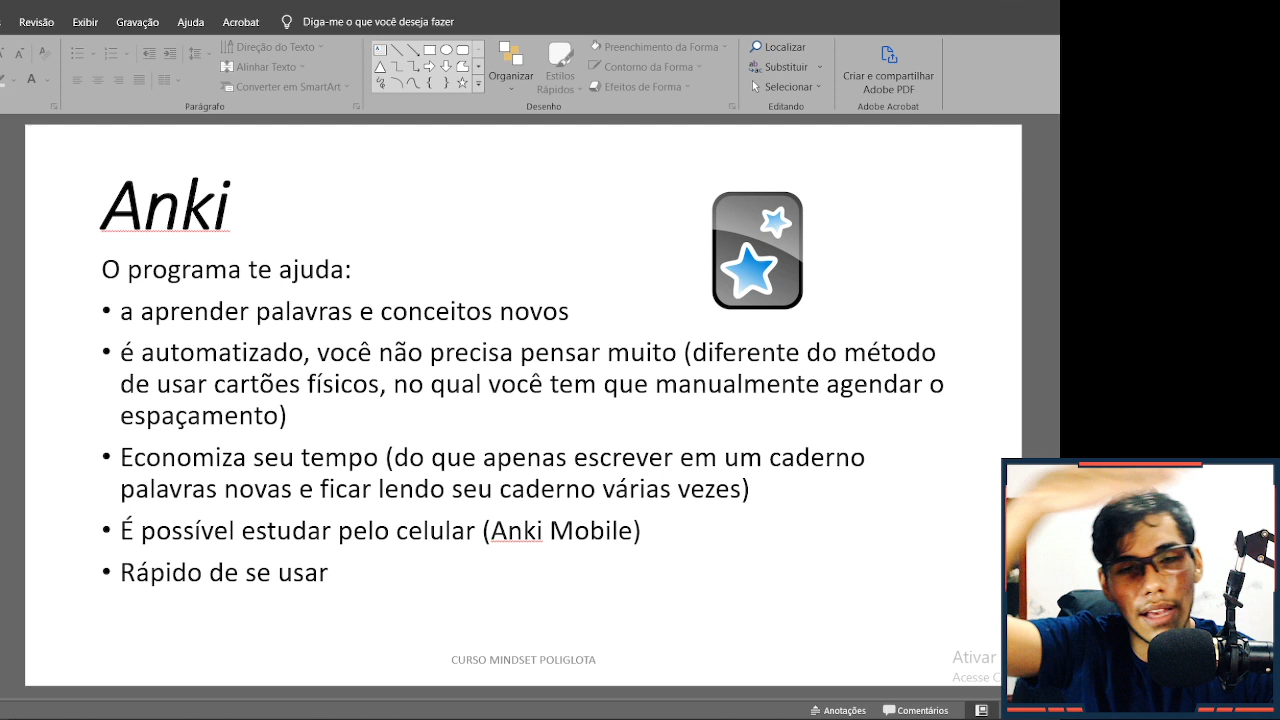 Revisão Exibir Gravação Ajuda Acrobat Diga-me o que você deseja fazer
Direção do Texto
Alinhar Texto
Converter em SmartArt
Parágrafo
Organizar
Estilos
Rápidos
Preenchimento da Forma
Contorno da Forma
Efeitos de Forma
Desenho
Localizar
Substituir
Selecionar
Editando
Criar e compartilhar
Adobe PDF
Adobe Acrobat
Anki
O programa te ajuda:
• a aprender palavras e conceitos novos
• é automatizado, você não precisa pensar muito (diferente do método
de usar cartões físicos, no qual você tem que manualmente agendar o
espaçamento)
• Economiza seu tempo (do que apenas escrever em um caderno
palavras novas e ficar lendo seu caderno várias vezes)
• É possível estudar pelo celular (Anki Mobile)
• Rápido de se usar
CURSO MINDSET POLIGLOTA
Ativar
Acesse C
Anotações Comentários